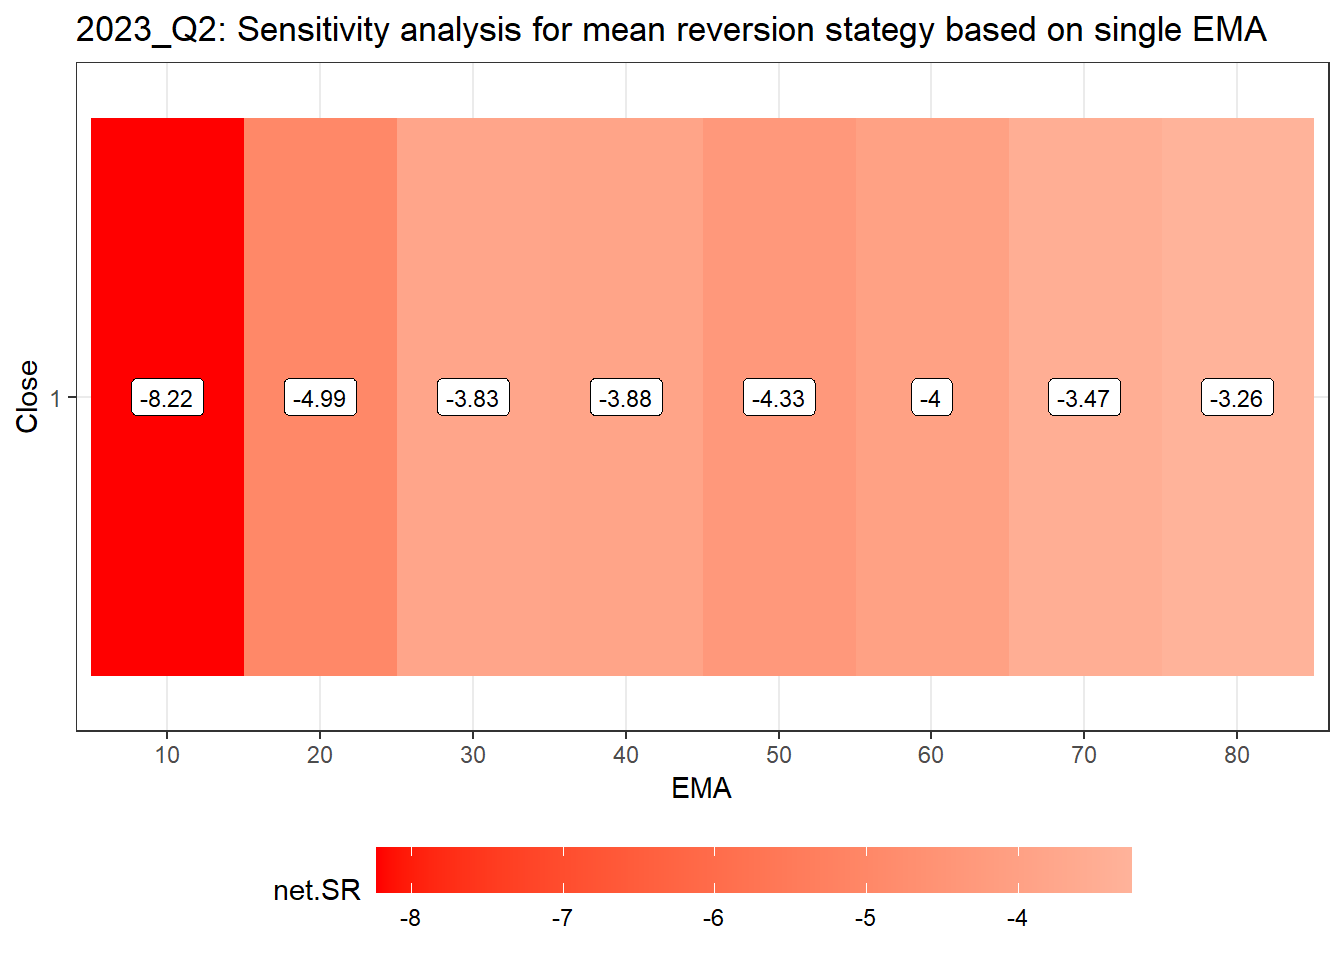 2023_Q2: Sensitivity analysis for mean reversion stategy based on single EMA
Close
1
-8.22 -4.99 -3.83 -3.88 -4.33 -4 -3.47 -3.26
10 20 30 40 50 60 70 80
EMA
net.SR
-8 -7 -6 -5 -4